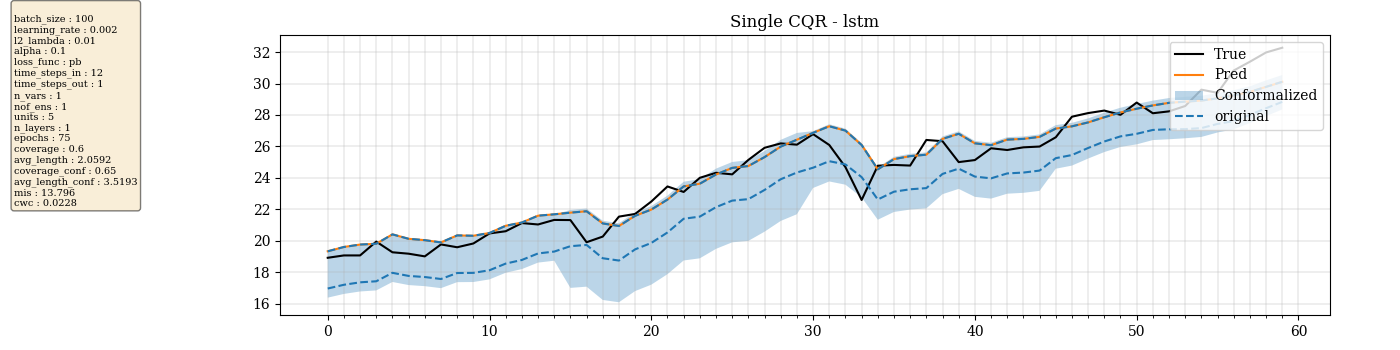 batch_size : 100
learning_rate : 0.002
l2_lambda : 0.01
alpha : 0.1
loss_func : pb
time_steps_in : 12
time_steps_out : 1
n_vars : 1
nof_ens : 1
units : 5
n_layers : 1
epochs : 75
coverage : 0.6
avg_length : 2.0592
coverage_conf : 0.65
avg_length_conf : 3.5193
mis : 13.796
cwc : 0.0228
Single CQR - lstm
32
30
28
26
24
22
20
18
16
True
Pred
Conformalized
original
0 10 20 30 40 50 60